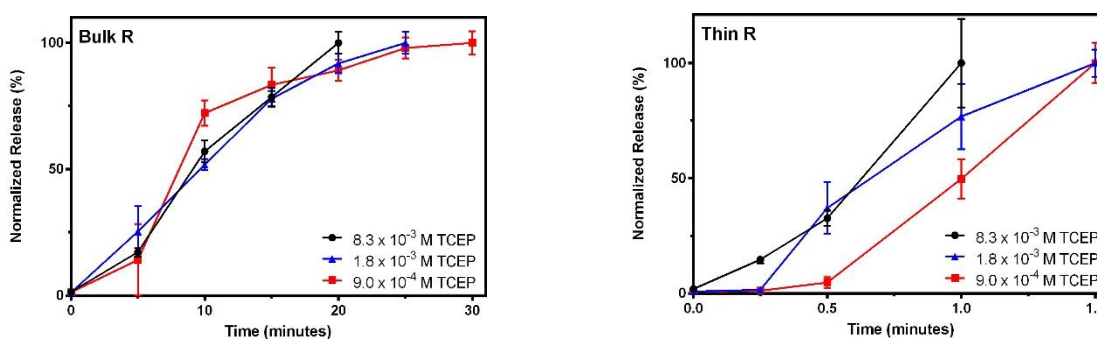 Bulk R
Normalized Release (%)
100
50
0
8.3 x 10⁻³ M TCEP
1.8 x 10⁻³ M TCEP
9.0 x 10⁻⁴ M TCEP
0
10
20
30
Time (minutes)
Thin R
Normalized Release (%)
100
50
0
8.3 x 10⁻³ M TCEP
1.8 x 10⁻³ M TCEP
9.0 x 10⁻⁴ M TCEP
0.0
0.5
1.0
Time (minutes)